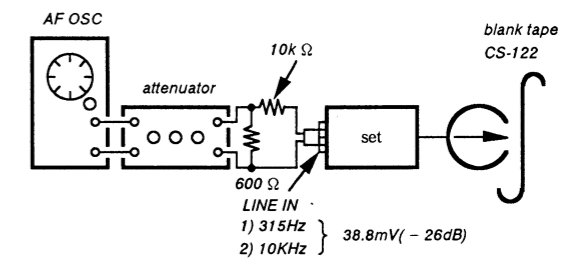 AF OSC
blank tape
CS-122
10k Ω
attenuator
set
600 Ω
LINE IN
1) 315Hz
2) 10KHz
38.8mV( – 26dB)